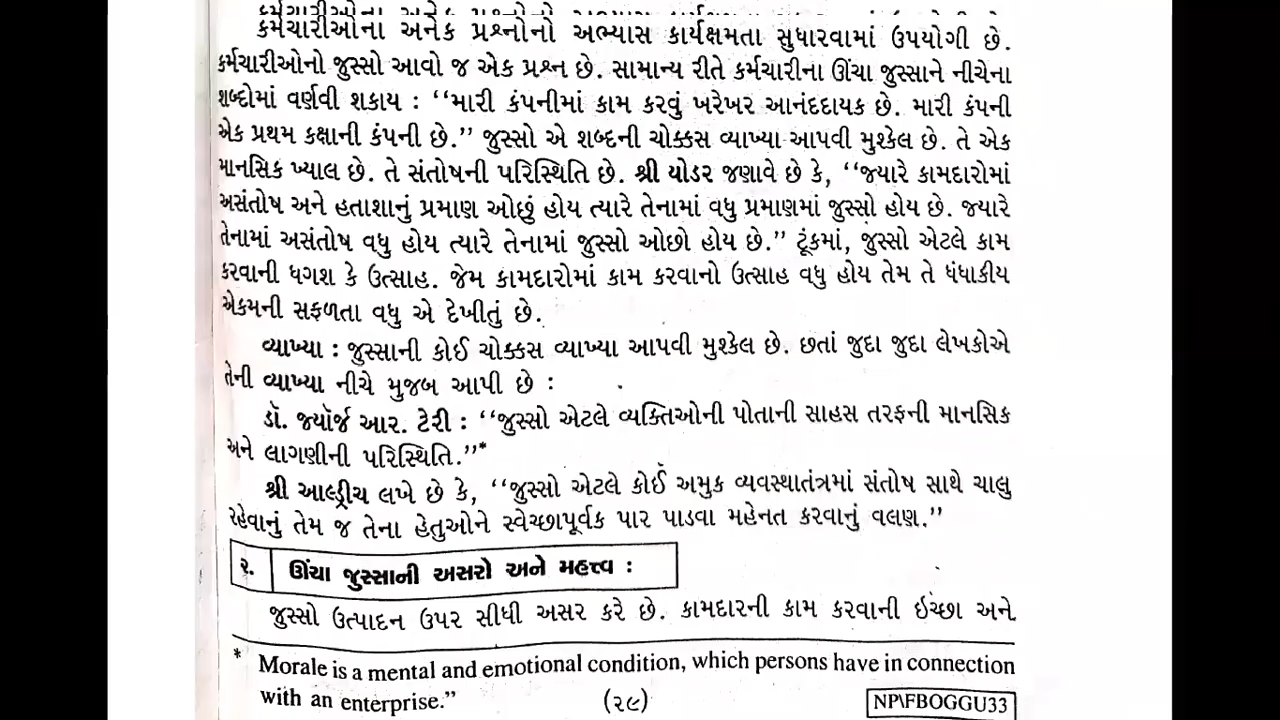 કર્મચારીઓના અનેક પ્રશ્નોનો અભ્યાસ કાર્યક્ષમતા સુધારવામાં ઉપયોગી છે.
કર્મચારીઓનો જુસ્સો આવો જ એક પ્રશ્ન છે. સામાન્ય રીતે કર્મચારીના ઊંચા જુસ્સાને નીચેના
શબ્દોમાં વર્ણવી શકાય : ‘‘મારી કંપનીમાં કામ કરવું ખરેખર આનંદદાયક છે. મારી કંપની
એક પ્રથમ કક્ષાની કંપની છે.’’ જુસ્સો એ શબ્દની ચોક્કસ વ્યાખ્યા આપવી મુશ્કેલ છે. તે એક
માનસિક ખ્યાલ છે. તે સંતોષની પરિસ્થિતિ છે. શ્રી યોડર જણાવે છે કે, ‘‘જ્યારે કામદારોમાં
અસંતોષ અને હતાશાનું પ્રમાણ ઓછું હોય ત્યારે તેનામાં વધુ પ્રમાણમાં જુસ્સો હોય છે. જ્યારે
તેનામાં અસંતોષ વધુ હોય ત્યારે તેનામાં જુસ્સો ઓછો હોય છે.’’ ટૂંકમાં, જુસ્સો એટલે કામ
કરવાની ધગશ કે ઉત્સાહ. જેમ કામદારોમાં કામ કરવાનો ઉત્સાહ વધુ હોય તેમ તે ધંધાકીય
એકમની સફળતા વધુ એ દેખીતું છે.
વ્યાખ્યા : જુસ્સાની કોઈ ચોક્કસ વ્યાખ્યા આપવી મુશ્કેલ છે. છતાં જુદા જુદા લેખકોએ
તેની વ્યાખ્યા નીચે મુજબ આપી છે :
ડૉ. જ્યૉર્જ આર. ટેરી : ‘‘જુસ્સો એટલે વ્યક્તિઓની પોતાની સાહસ તરફની માનસિક
અને લાગણીની પરિસ્થિતિ.’’*
શ્રી આલ્ડ્રીચ લખે છે કે, ‘‘જુસ્સો એટલે કોઈ અમુક વ્યવસ્થાતંત્રમાં સંતોષ સાથે ચાલુ
રહેવાનું તેમ જ તેના હેતુઓને સ્વેચ્છાપૂર્વક પાર પાડવા મહેનત કરવાનું વલણ.’’
૨. ઊંચા જુસ્સાની અસરો અને મહત્ત્વ :
જુસ્સો ઉત્પાદન ઉપર સીધી અસર કરે છે. કામદારની કામ કરવાની ઇચ્છા અને
* Morale is a mental and emotional condition, which persons have in connection
with an enterprise.”
(૨૯) NP\FBOGGU33